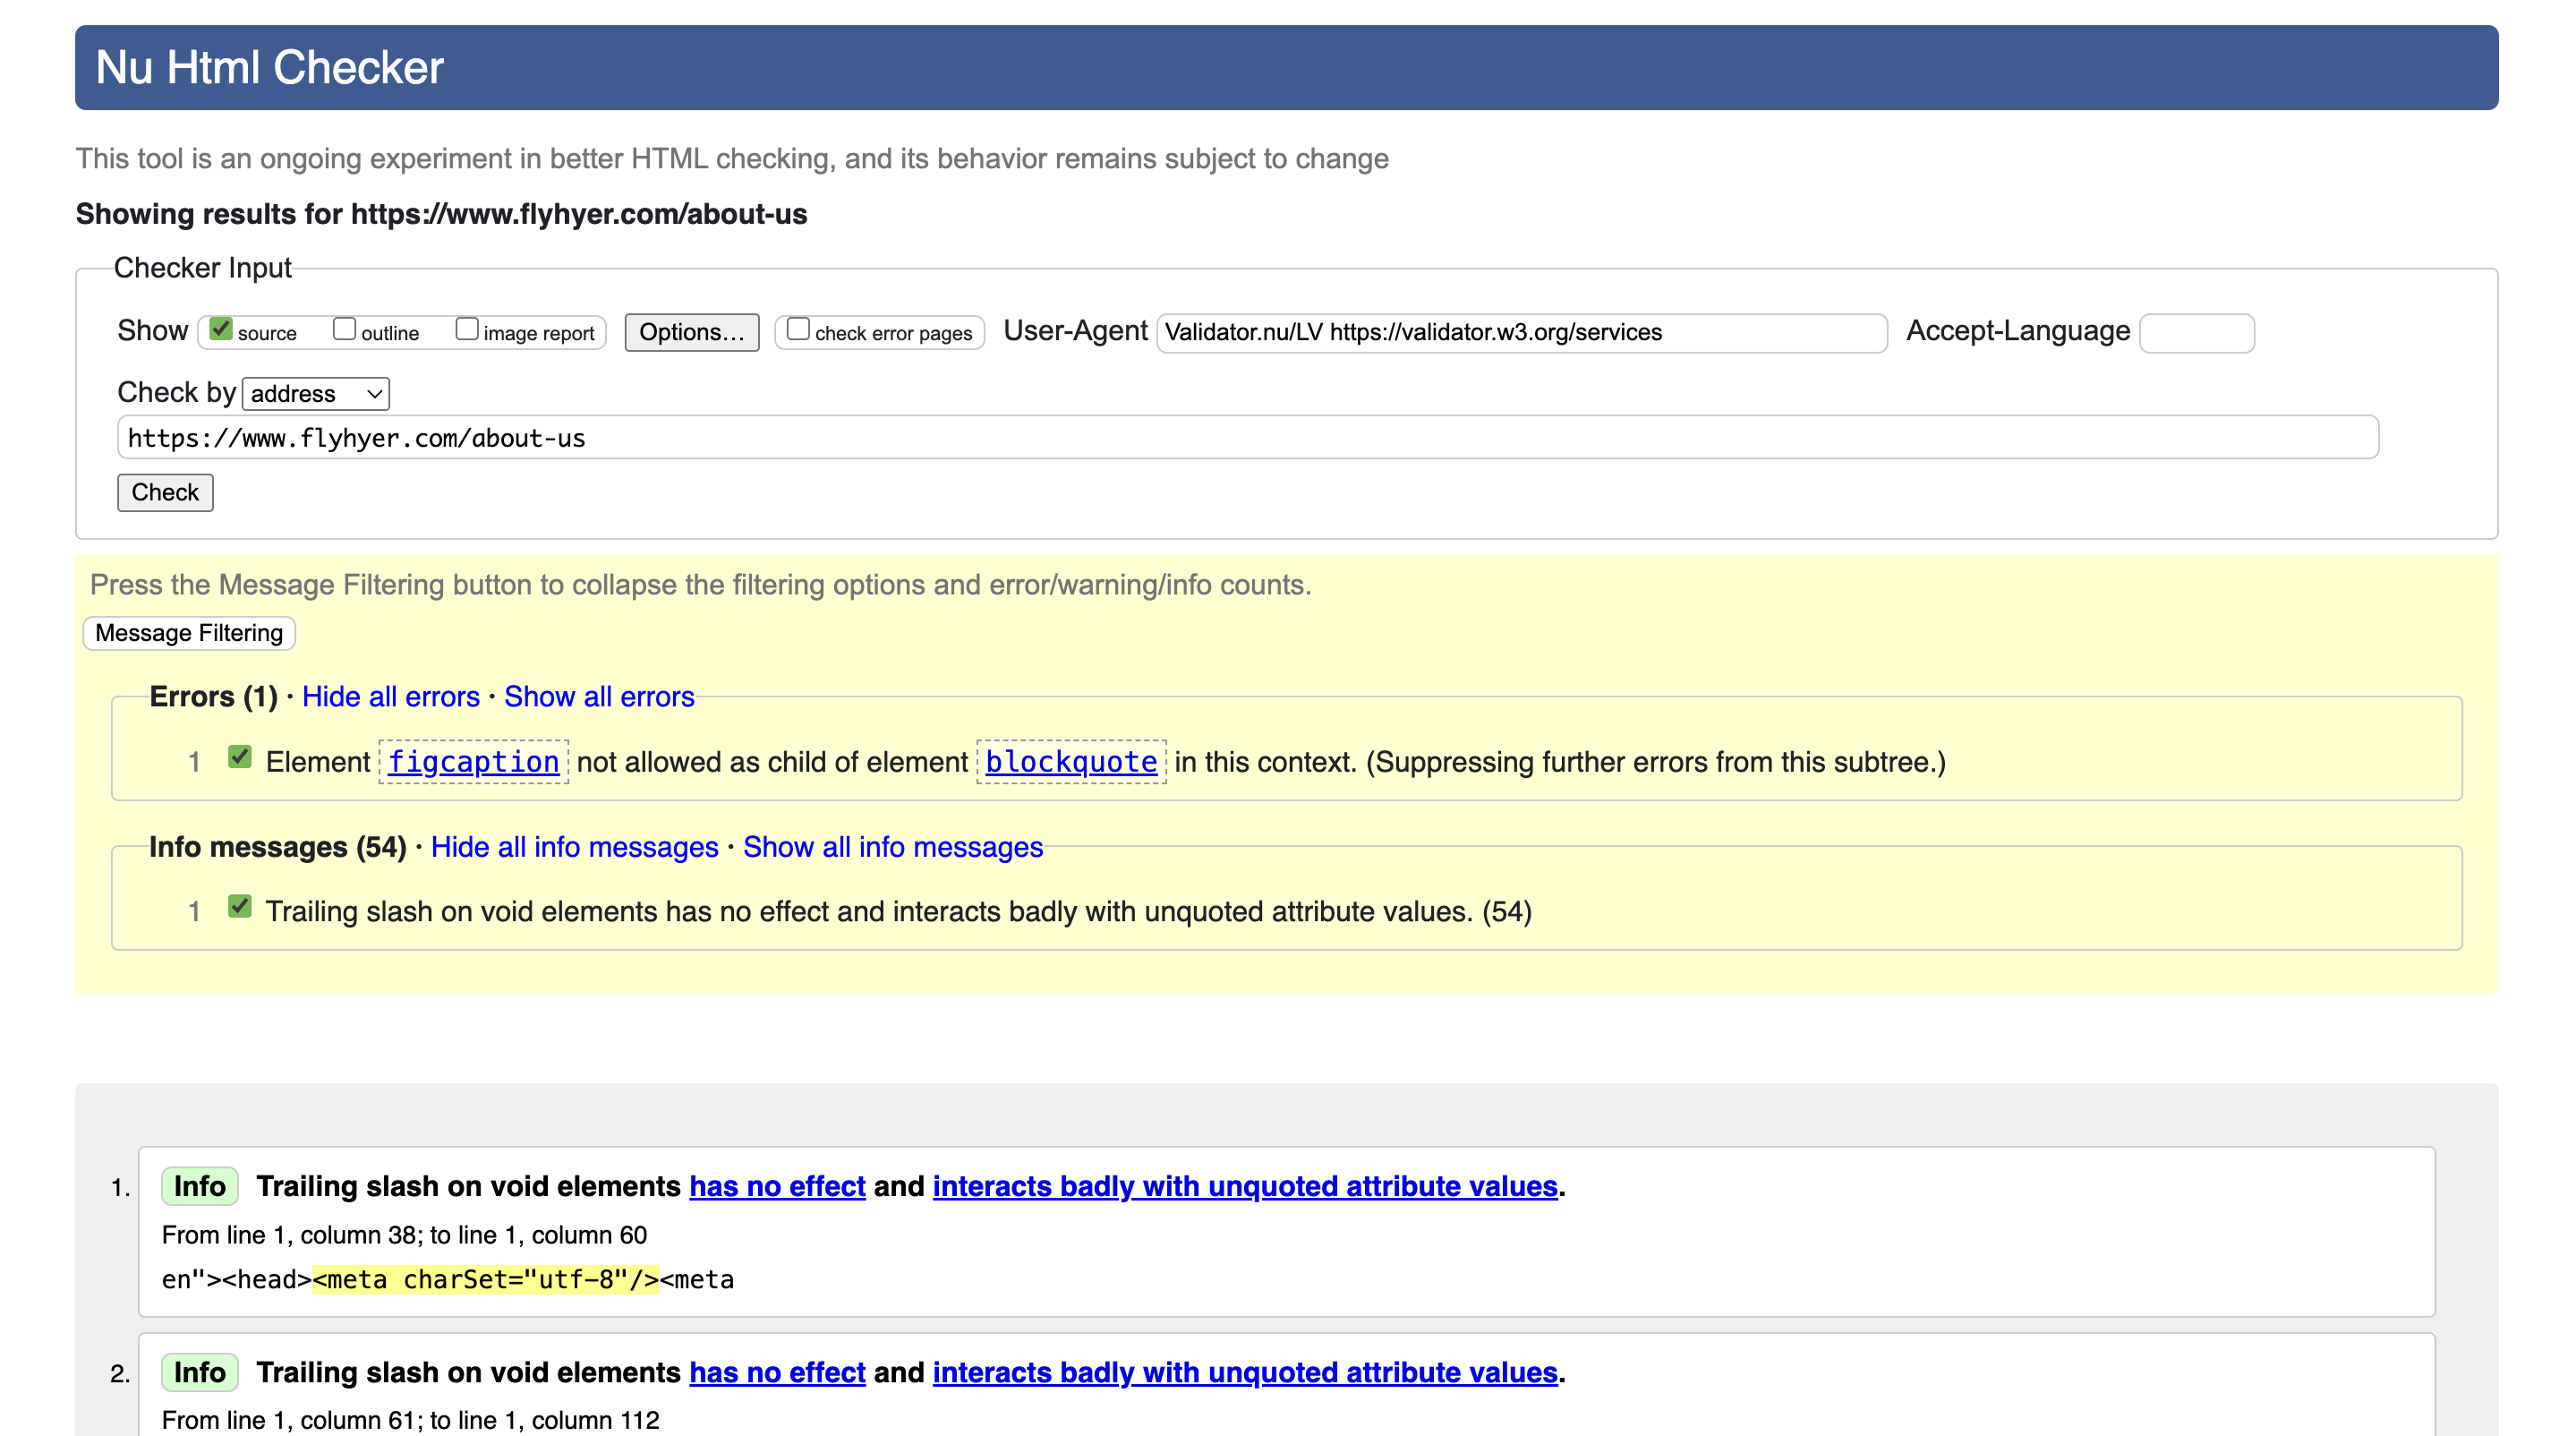 Nu Html Checker
This tool is an ongoing experiment in better HTML checking, and its behavior remains subject to change
Showing results for https://www.flyhyer.com/about-us
Checker Input
Show source outline image report Options… check error pages User-Agent Validator.nu/LV https://validator.w3.org/services Accept-Language
Check by address
https://www.flyhyer.com/about-us
Check
Press the Message Filtering button to collapse the filtering options and error/warning/info counts.
Message Filtering
Errors (1) · Hide all errors · Show all errors
1 Element figcaption not allowed as child of element blockquote in this context. (Suppressing further errors from this subtree.)
Info messages (54) · Hide all info messages · Show all info messages
1 Trailing slash on void elements has no effect and interacts badly with unquoted attribute values. (54)
1. Info Trailing slash on void elements has no effect and interacts badly with unquoted attribute values.
From line 1, column 38; to line 1, column 60
en"><head><meta charSet="utf-8"/><meta
2. Info Trailing slash on void elements has no effect and interacts badly with unquoted attribute values.
From line 1, column 61; to line 1, column 112